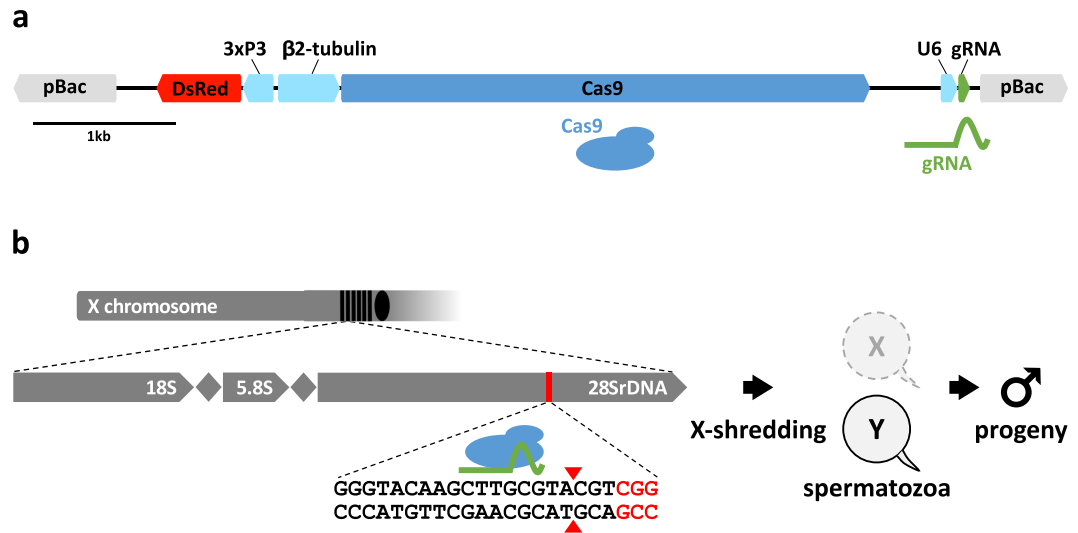 a
3xP3 β2-tubulin U6 gRNA
pBac DsRed Cas9 pBac
1kb
Cas9
gRNA
b
X chromosome
18S 5.8S 28SrDNA
X
Y
X-shredding
spermatozoa
progeny
GGGTACAAGCTTGCGTACGTCGG
CCCATGTTCGAACGCATGCAGCC